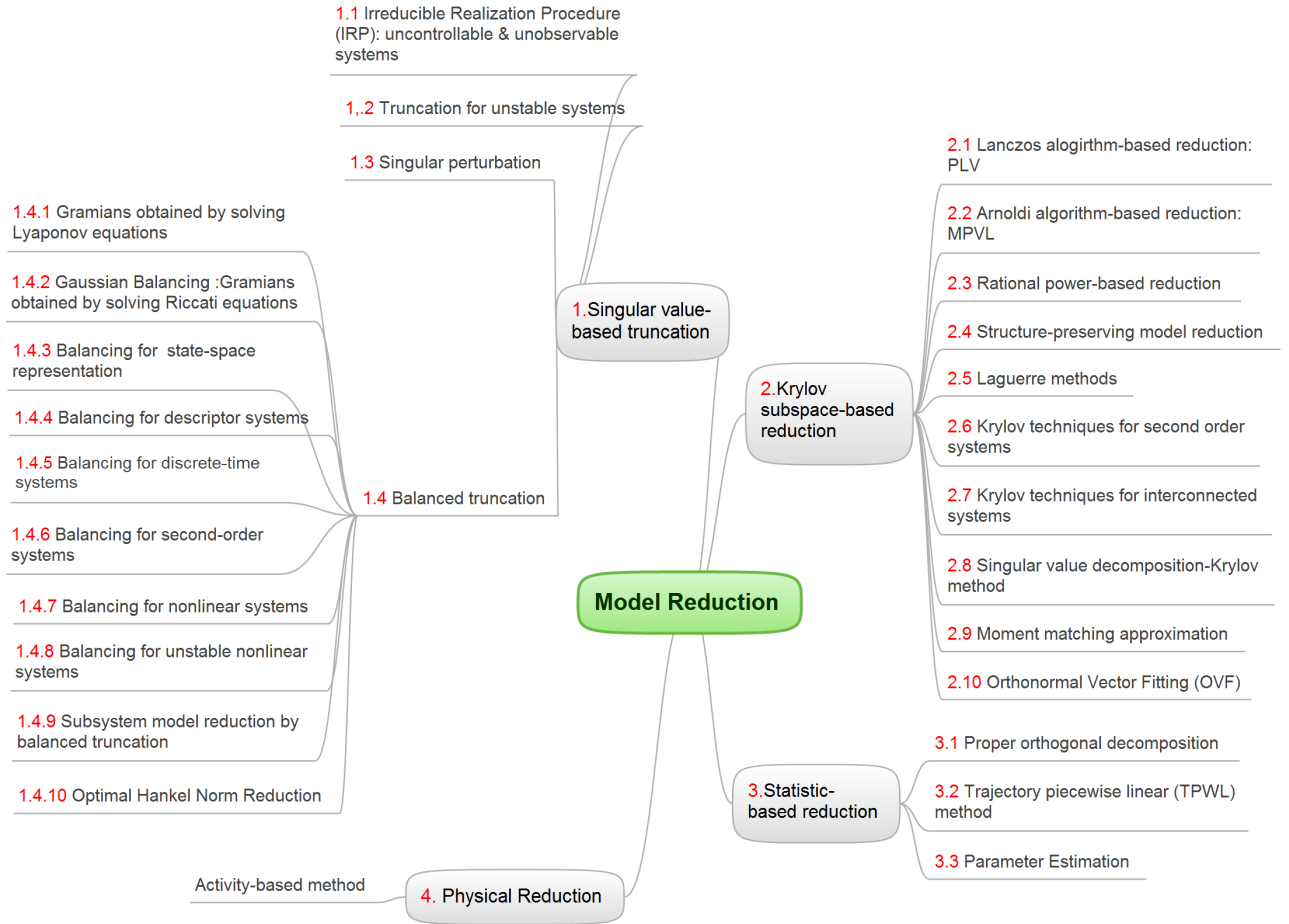 1.1 Irreducible Realization Procedure
(IRP): uncontrollable & unobservable
systems
1,.2 Truncation for unstable systems
1.3 Singular perturbation
1.4.1 Gramians obtained by solving
Lyaponov equations
1.4.2 Gaussian Balancing :Gramians
obtained by solving Riccati equations
1.4.3 Balancing for state-space
representation
1.4.4 Balancing for descriptor systems
1.4.5 Balancing for discrete-time
systems
1.4.6 Balancing for second-order
systems
1.4.7 Balancing for nonlinear systems
1.4.8 Balancing for unstable nonlinear
systems
1.4.9 Subsystem model reduction by
balanced truncation
1.4.10 Optimal Hankel Norm Reduction
1.4 Balanced truncation
1.Singular value-
based truncation
Model Reduction
2.Krylov
subspace-based
reduction
2.1 Lanczos alogirthm-based reduction:
PLV
2.2 Arnoldi algorithm-based reduction:
MPVL
2.3 Rational power-based reduction
2.4 Structure-preserving model reduction
2.5 Laguerre methods
2.6 Krylov techniques for second order
systems
2.7 Krylov techniques for interconnected
systems
2.8 Singular value decomposition-Krylov
method
2.9 Moment matching approximation
2.10 Orthonormal Vector Fitting (OVF)
3.Statistic-
based reduction
3.1 Proper orthogonal decomposition
3.2 Trajectory piecewise linear (TPWL)
method
3.3 Parameter Estimation
4. Physical Reduction
Activity-based method